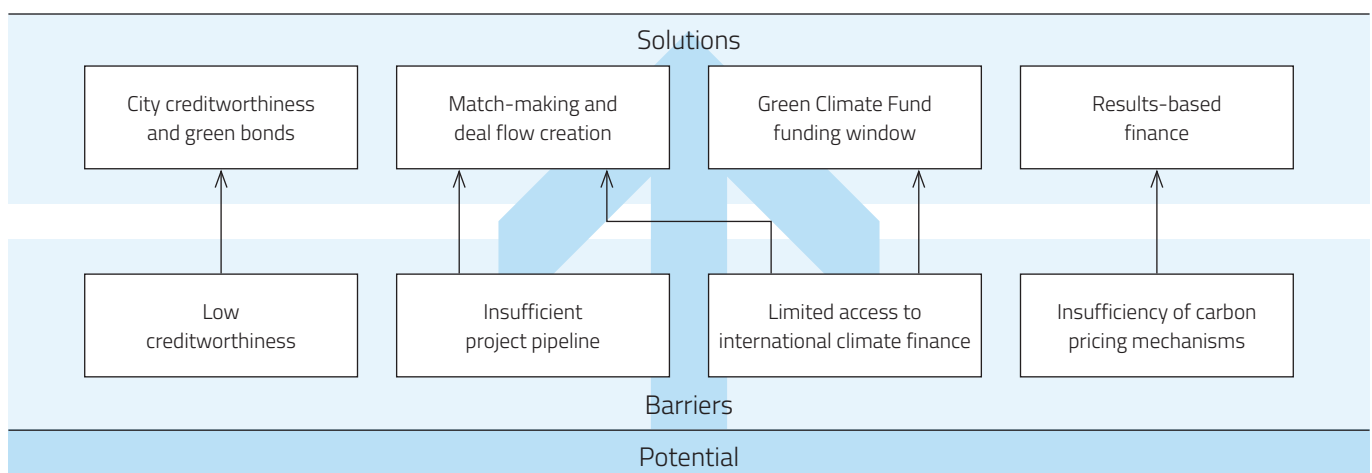 Solutions
City creditworthiness
and green bonds
Match-making and
deal flow creation
Green Climate Fund
funding window
Results-based
finance
Low
creditworthiness
Insufficient
project pipeline
Limited access to
international climate finance
Insufficiency of carbon
pricing mechanisms
Barriers
Potential